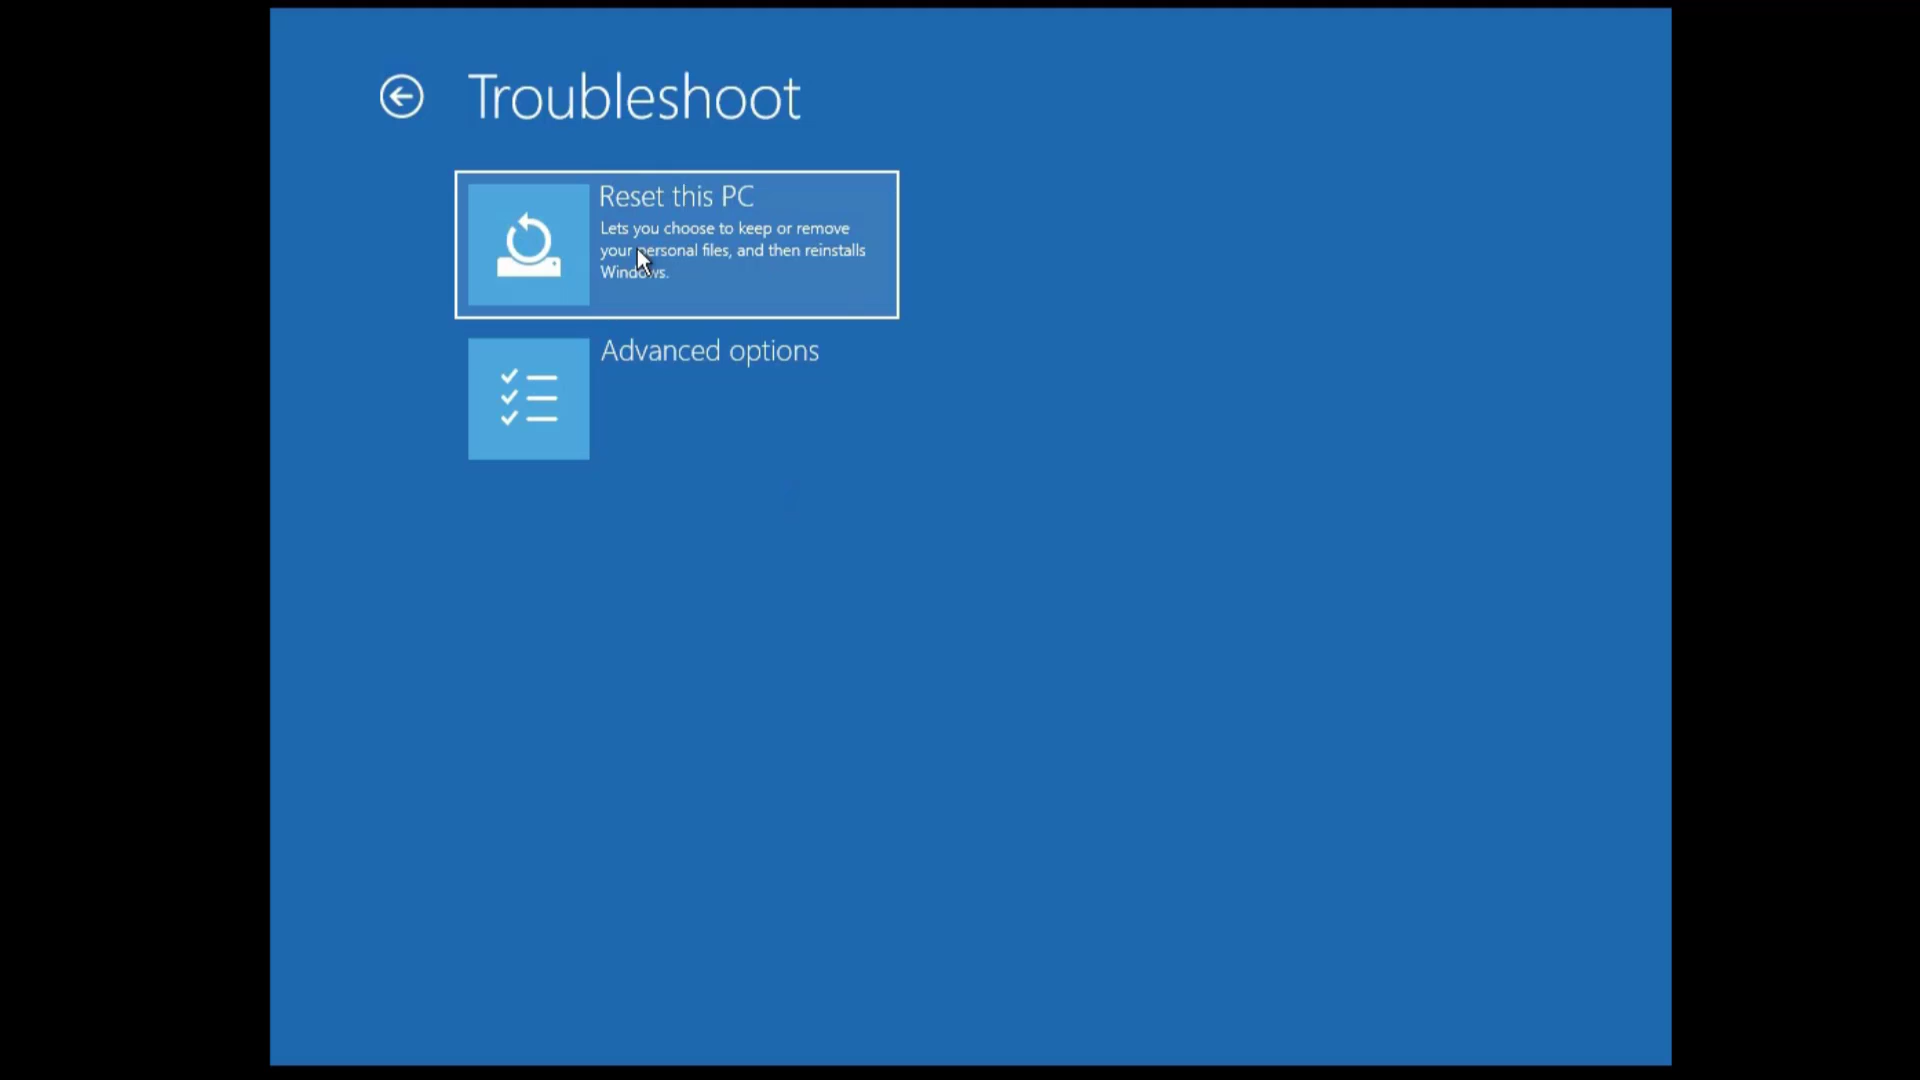 Troubleshoot
Reset this PC
Lets you choose to keep or remove
your personal files, and then reinstalls
Windows.
Advanced options